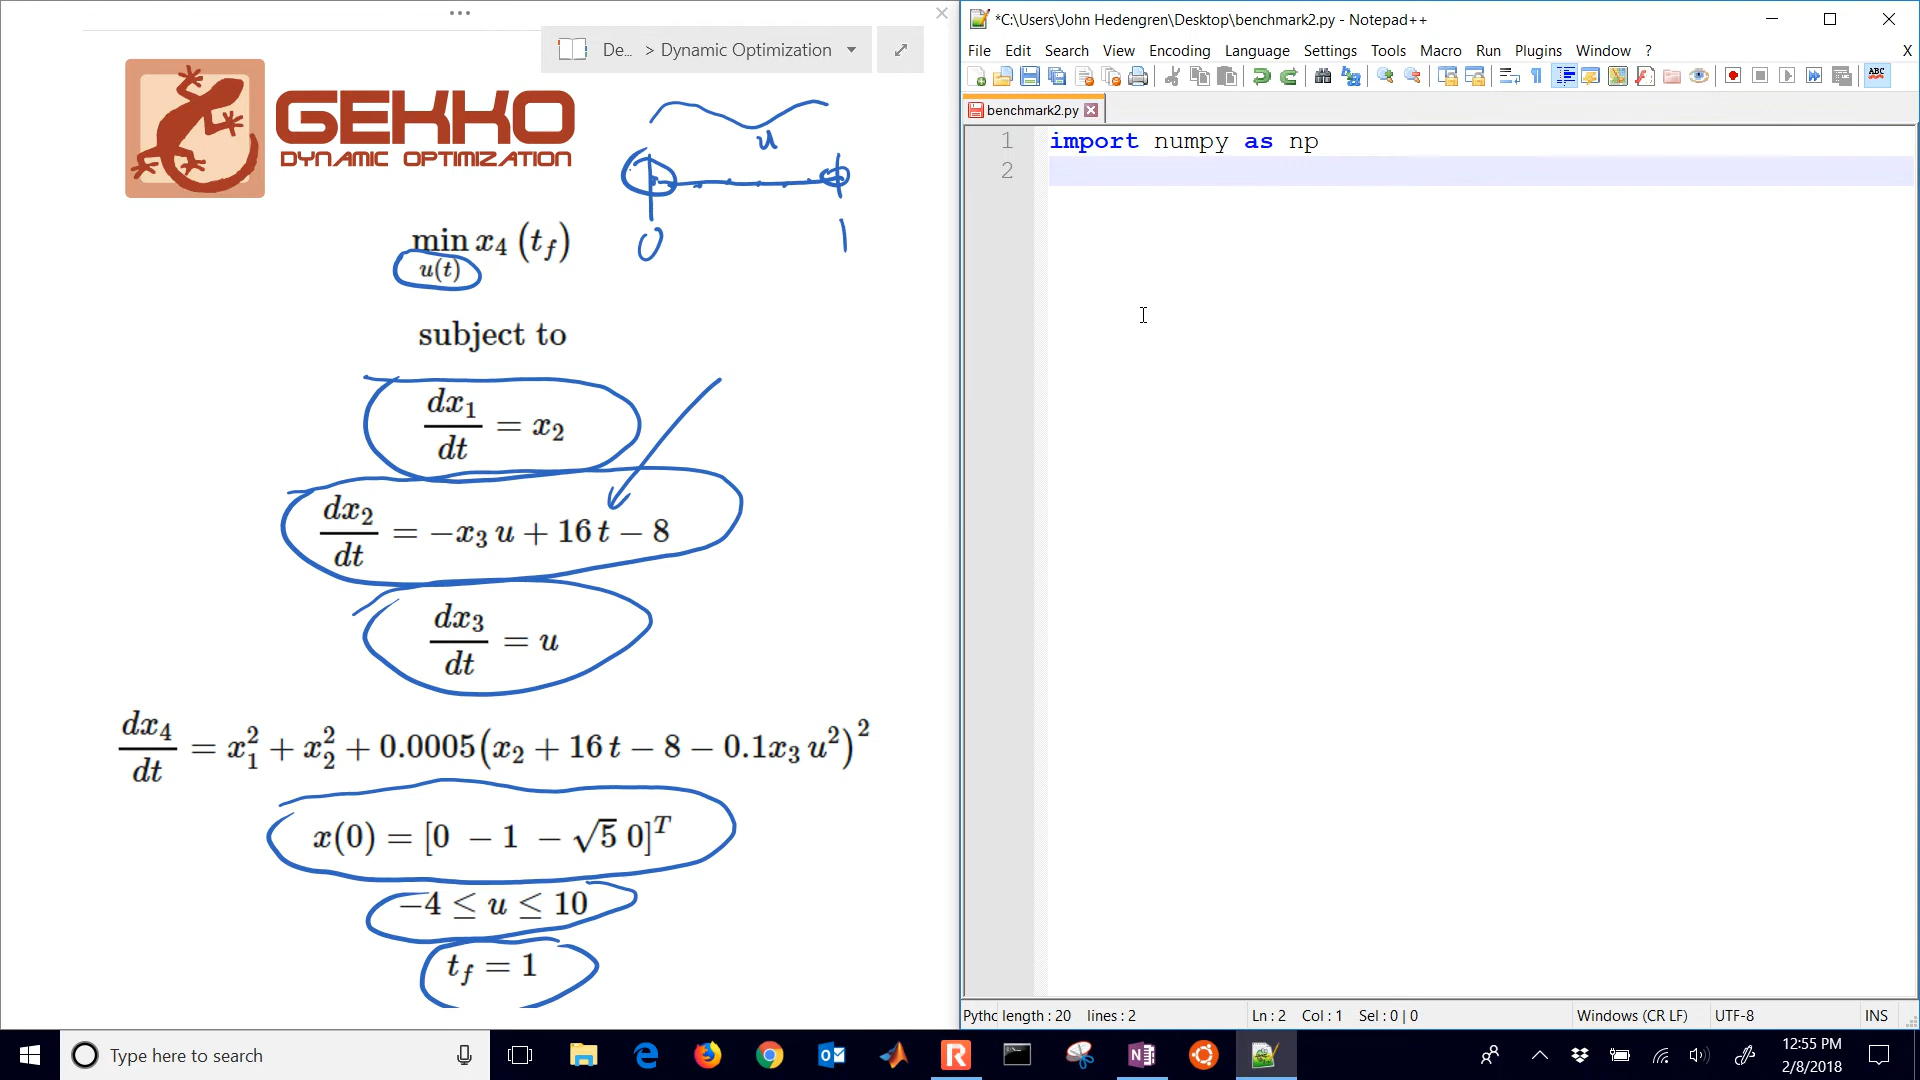 De... > Dynamic Optimization
GEKKO
DYNAMIC OPTIMIZATION
u
0 1
min x₄ (t_f)
u(t)
subject to
dx₁/dt = x₂
dx₂/dt = −x₃ u + 16 t − 8
dx₃/dt = u
dx₄/dt = x₁² + x₂² + 0.0005(x₂ + 16 t − 8 − 0.1x₃ u²)²
x(0) = [0 − 1 − √5 0]ᵀ
−4 ≤ u ≤ 10
t_f = 1
*C:\Users\John Hedengren\Desktop\benchmark2.py - Notepad++
File Edit Search View Encoding Language Settings Tools Macro Run Plugins Window ? X
ABC
benchmark2.py
1 import numpy as np
2
Pythc length : 20 lines : 2 Ln : 2 Col : 1 Sel : 0 | 0 Windows (CR LF) UTF-8 INS
Type here to search
R
12:55 PM
2/8/2018